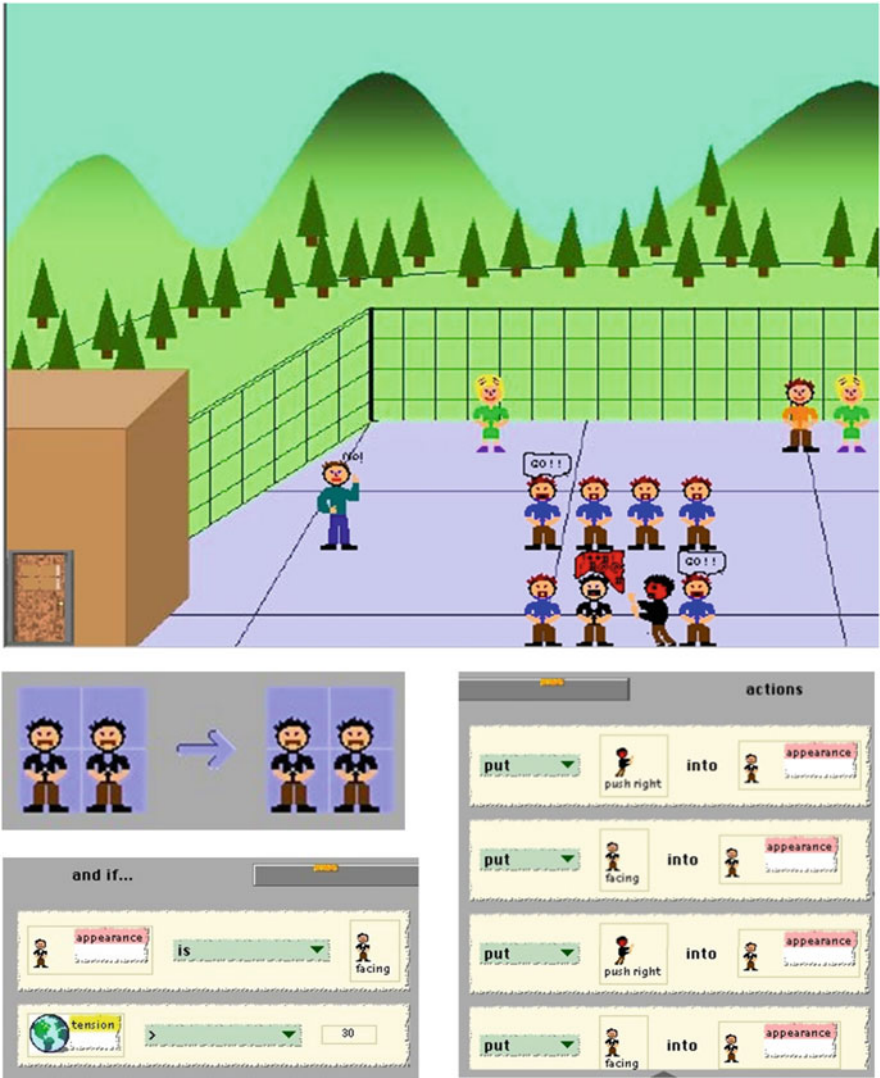 No!
GO!!
GO!!
and if...
appearance
is
facing
tension
>
30
actions
put
push right
into
appearance
put
facing
into
appearance
put
push right
into
appearance
put
facing
into
appearance